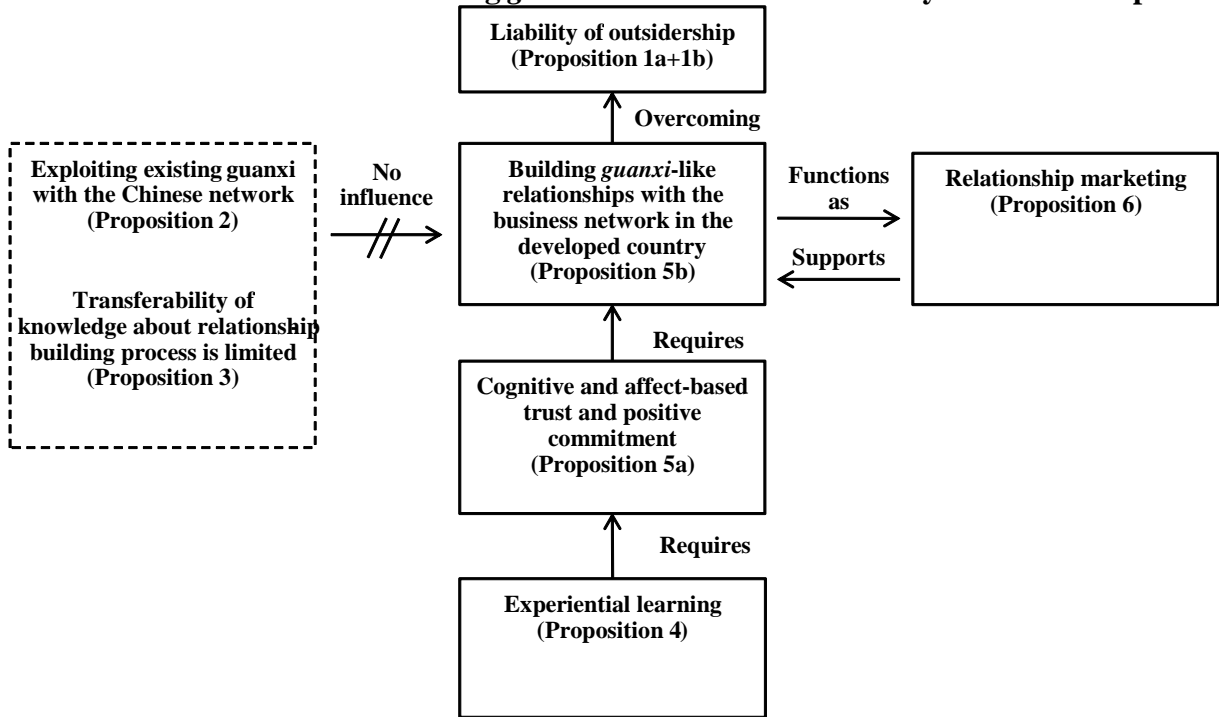 Liability of outsidership
(Proposition 1a+1b)
Overcoming
Exploiting existing guanxi
with the Chinese network
(Proposition 2)
Transferability of
knowledge about relationship
building process is limited
(Proposition 3)
No
influence
Building guanxi-like
relationships with the
business network in the
developed country
(Proposition 5b)
Functions
as
Supports
Relationship marketing
(Proposition 6)
Requires
Cognitive and affect-based
trust and positive
commitment
(Proposition 5a)
Requires
Experiential learning
(Proposition 4)